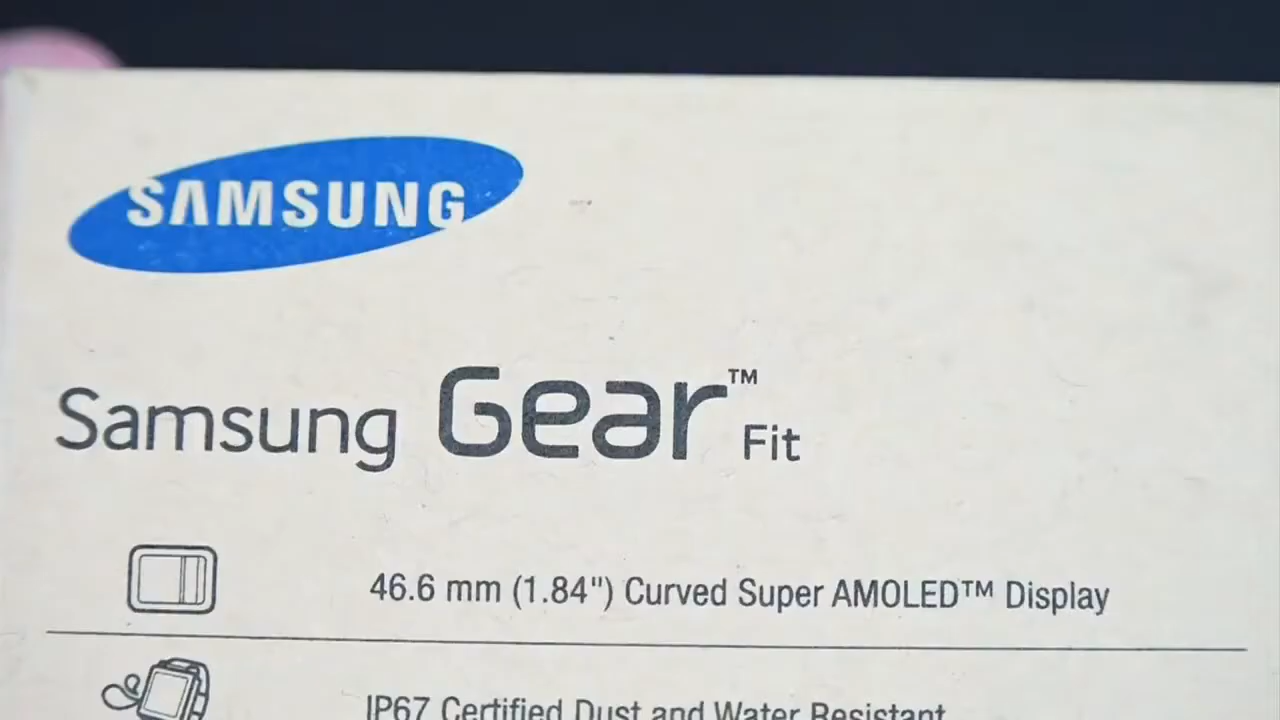 SAMSUNG
Samsung Gear™ Fit
46.6 mm (1.84") Curved Super AMOLED™ Display
IP67 Certified Dust and Water Resistant